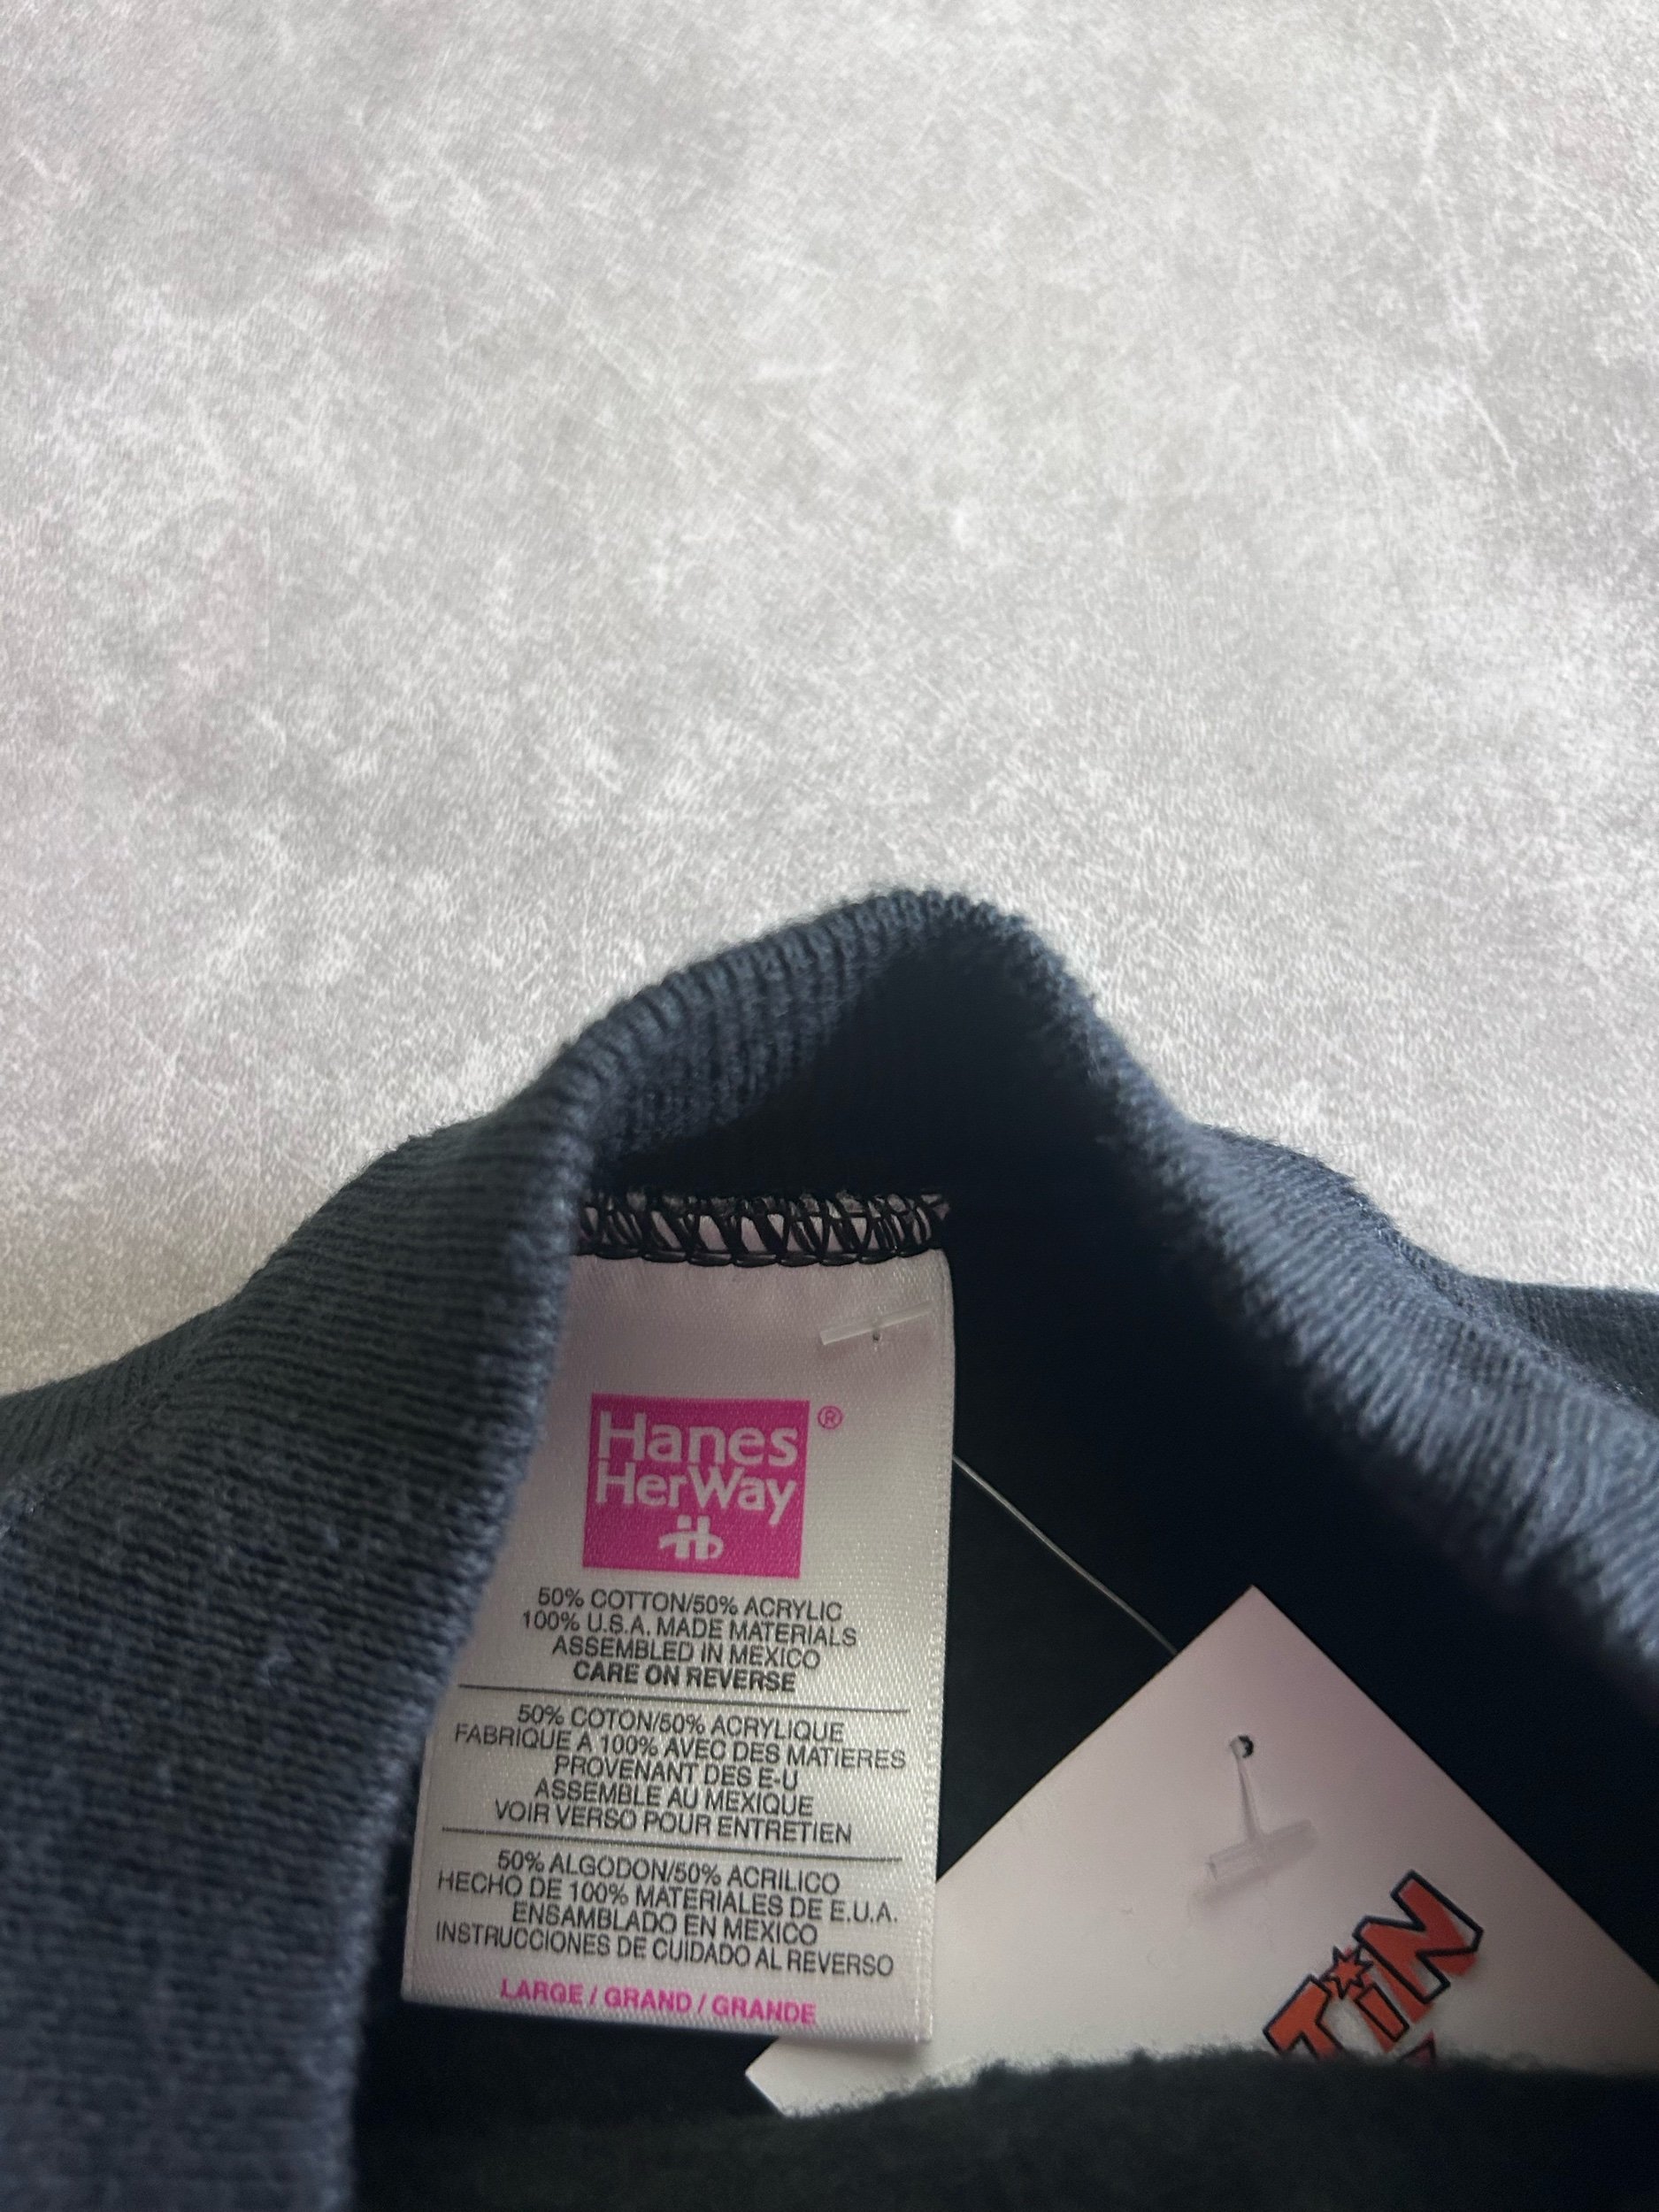 Hanes
HerWay
®
50% COTTON/50% ACRYLIC
100% U.S.A. MADE MATERIALS
ASSEMBLED IN MEXICO
CARE ON REVERSE
50% COTON/50% ACRYLIQUE
FABRIQUE A 100% AVEC DES MATIERES
PROVENANT DES E-U
ASSEMBLE AU MEXIQUE
VOIR VERSO POUR ENTRETIEN
50% ALGODON/50% ACRILICO
HECHO DE 100% MATERIALES DE E.U.A.
ENSAMBLADO EN MEXICO
INSTRUCCIONES DE CUIDADO AL REVERSO
LARGE / GRAND / GRANDE
TiN